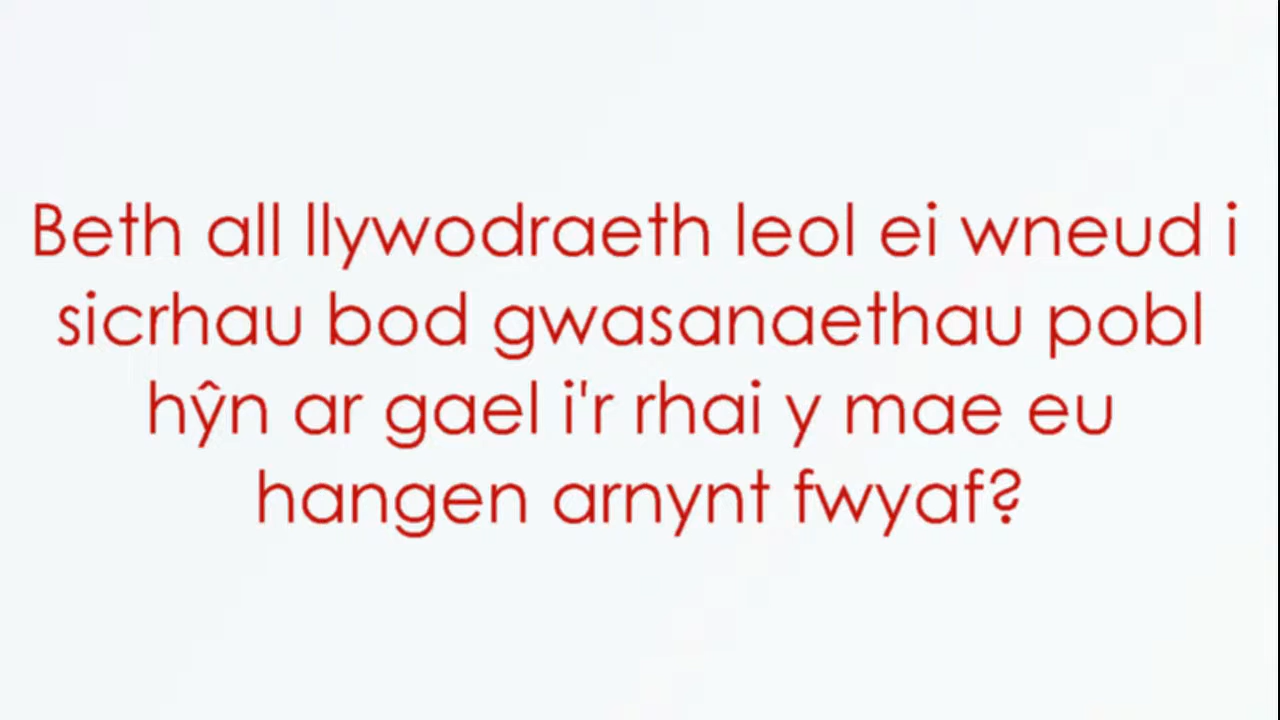 Beth all llywodraeth leol ei wneud i
sicrhau bod gwasanaethau pobl
hŷn ar gael i'r rhai y mae eu
hangen arnynt fwyaf?